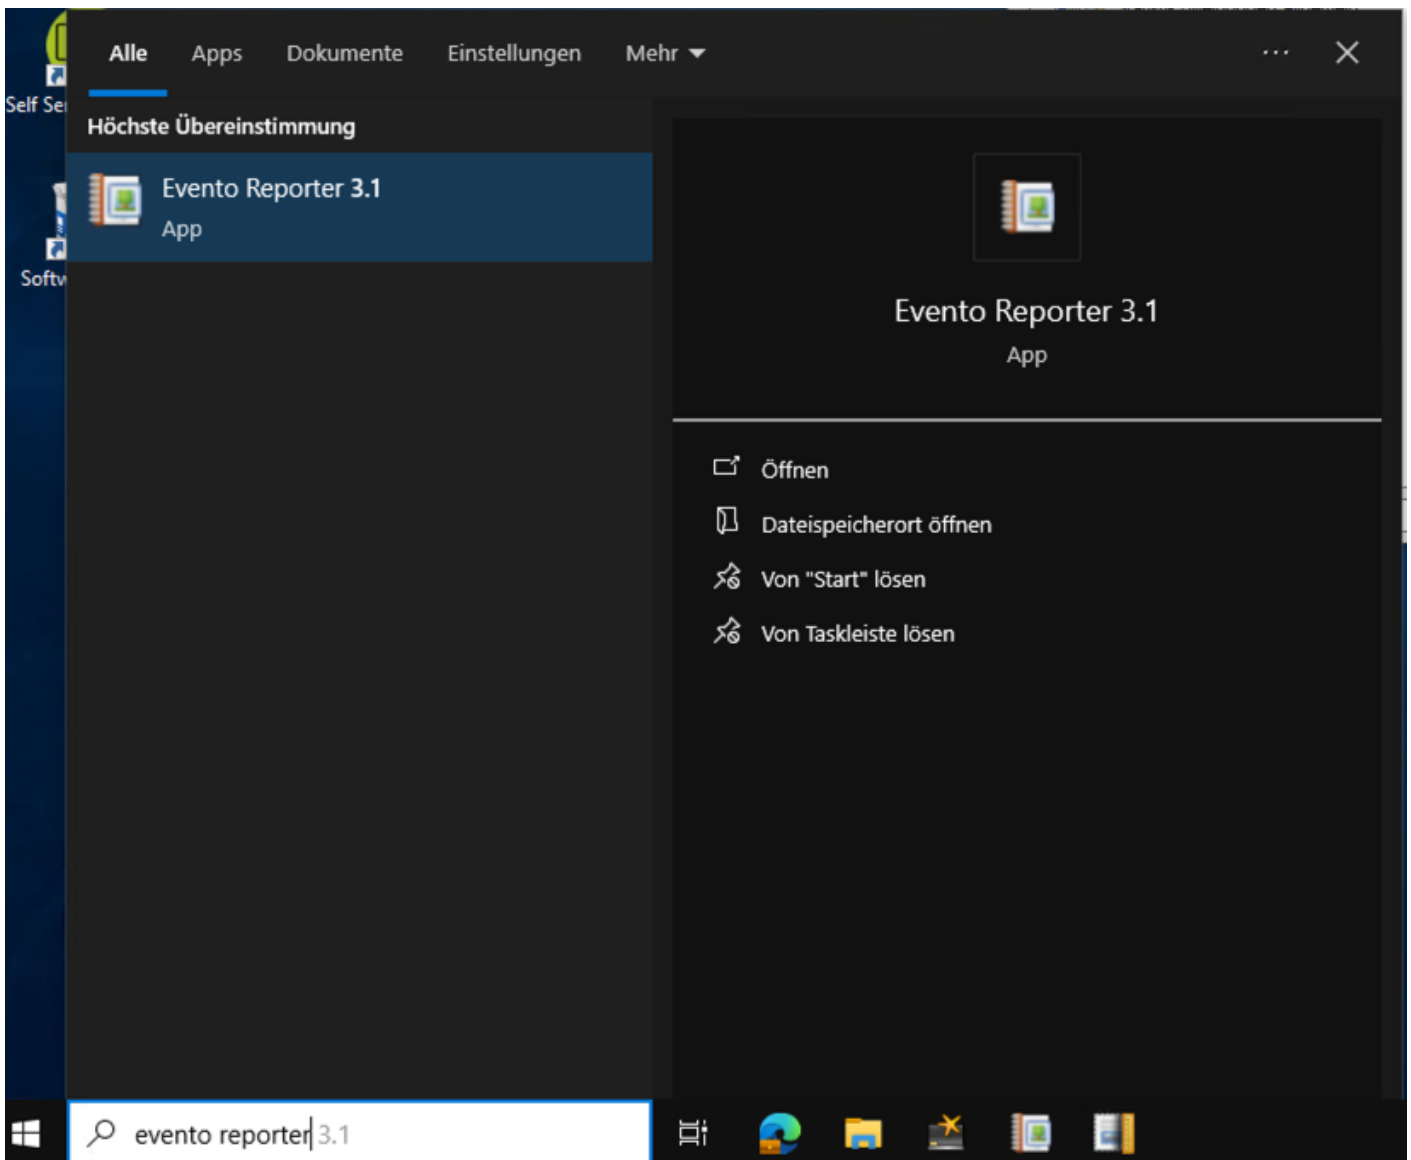 Alle Apps Dokumente Einstellungen Mehr
Self Se
Höchste Übereinstimmung
Evento Reporter 3.1
App
Softw
Evento Reporter 3.1
App
Öffnen
Dateispeicherort öffnen
Von "Start" lösen
Von Taskleiste lösen
evento reporter 3.1